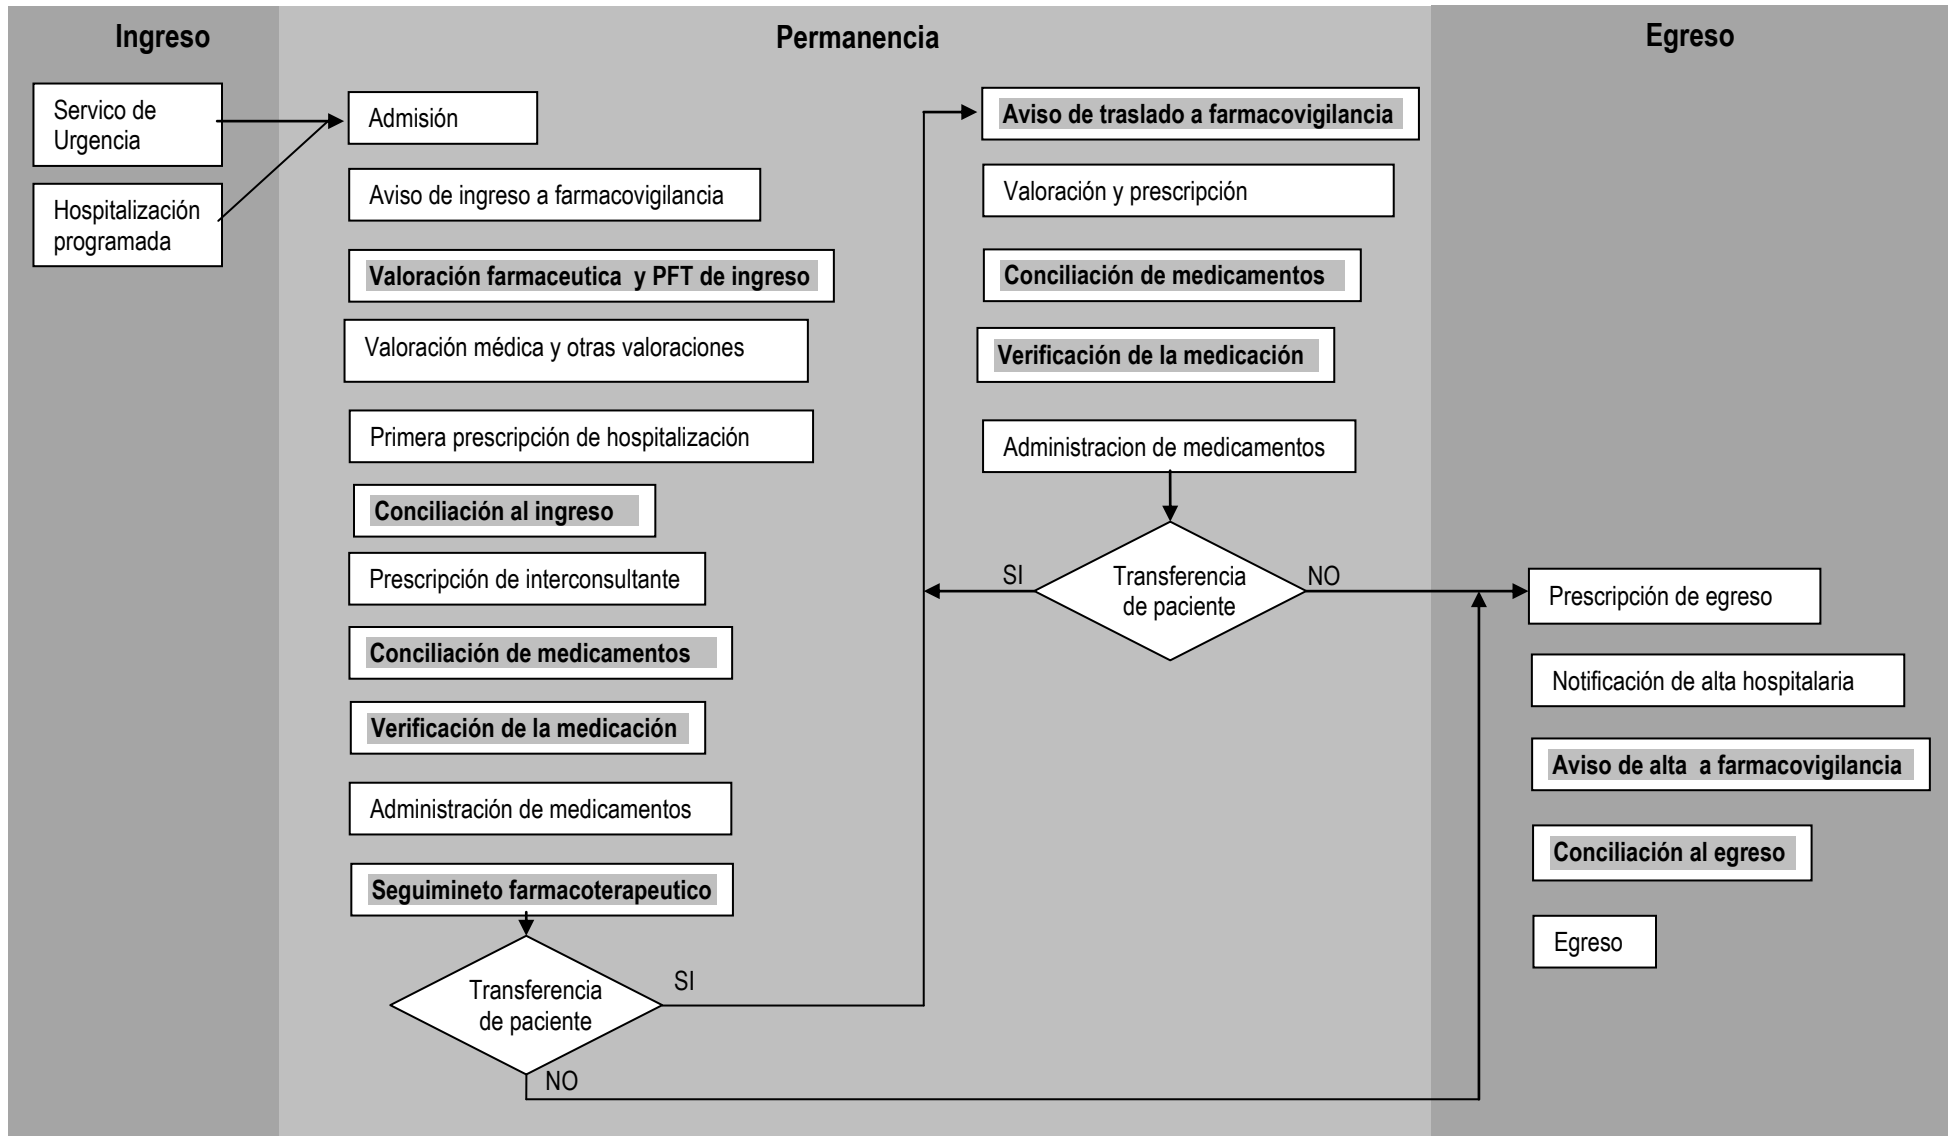 Ingreso
Servico de
Urgencia
Hospitalización
programada
Permanencia
Admisión
Aviso de ingreso a farmacovigilancia
Valoración farmaceutica y PFT de ingreso
Valoración médica y otras valoraciones
Primera prescripción de hospitalización
Conciliación al ingreso
Prescripción de interconsultante
Conciliación de medicamentos
Verificación de la medicación
Administración de medicamentos
Seguimineto farmacoterapeutico
Transferencia
de paciente
SI
NO
Aviso de traslado a farmacovigilancia
Valoración y prescripción
Conciliación de medicamentos
Verificación de la medicación
Administracion de medicamentos
Transferencia
de paciente
SI
NO
Egreso
Prescripción de egreso
Notificación de alta hospitalaria
Aviso de alta a farmacovigilancia
Conciliación al egreso
Egreso